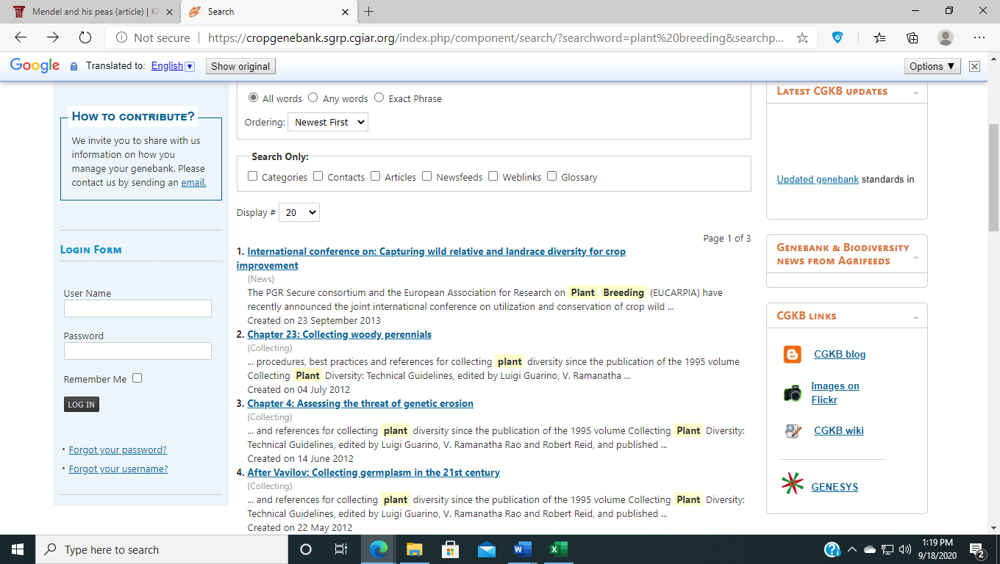 Mendel and his peas (article) | Kh
Search
Not secure
https://cropgenebank.sgrp.cgiar.org/index.php/component/search/?searchword=plant%20breeding&searchp...
Google
Translated to: English
Show original
Options ▼
How to contribute?
We invite you to share with us
information on how you
manage your genebank. Please
contact us by sending an email.
Login Form
User Name
Password
Remember Me
LOG IN
Forgot your password?
Forgot your username?
All words
Any words
Exact Phrase
Ordering: Newest First
Search Only:
Categories
Contacts
Articles
Newsfeeds
Weblinks
Glossary
Display # 20
Page 1 of 3
1. International conference on: Capturing wild relative and landrace diversity for crop
improvement
(News)
The PGR Secure consortium and the European Association for Research on Plant Breeding (EUCARPIA) have
recently announced the joint international conference on utilization and conservation of crop wild ...
Created on 23 September 2013
2. Chapter 23: Collecting woody perennials
(Collecting)
... procedures, best practices and references for collecting plant diversity since the publication of the 1995 volume
Collecting Plant Diversity: Technical Guidelines, edited by Luigi Guarino, V. Ramanatha ...
Created on 04 July 2012
3. Chapter 4: Assessing the threat of genetic erosion
(Collecting)
... and references for collecting plant diversity since the publication of the 1995 volume Collecting Plant Diversity:
Technical Guidelines, edited by Luigi Guarino, V. Ramanatha Rao and Robert Reid, and published ...
Created on 14 June 2012
4. After Vavilov: Collecting germplasm in the 21st century
(Collecting)
... and references for collecting plant diversity since the publication of the 1995 volume Collecting Plant Diversity:
Technical Guidelines, edited by Luigi Guarino, V. Ramanatha Rao and Robert Reid, and published ...
Created on 22 May 2012
Latest CGKB updates
Updated genebank standards in
Genebank & Biodiversity
news from Agrifeeds
CGKB links
CGKB blog
Images on
Flickr
CGKB wiki
GENESYS
Type here to search
1:19 PM
9/18/2020
2